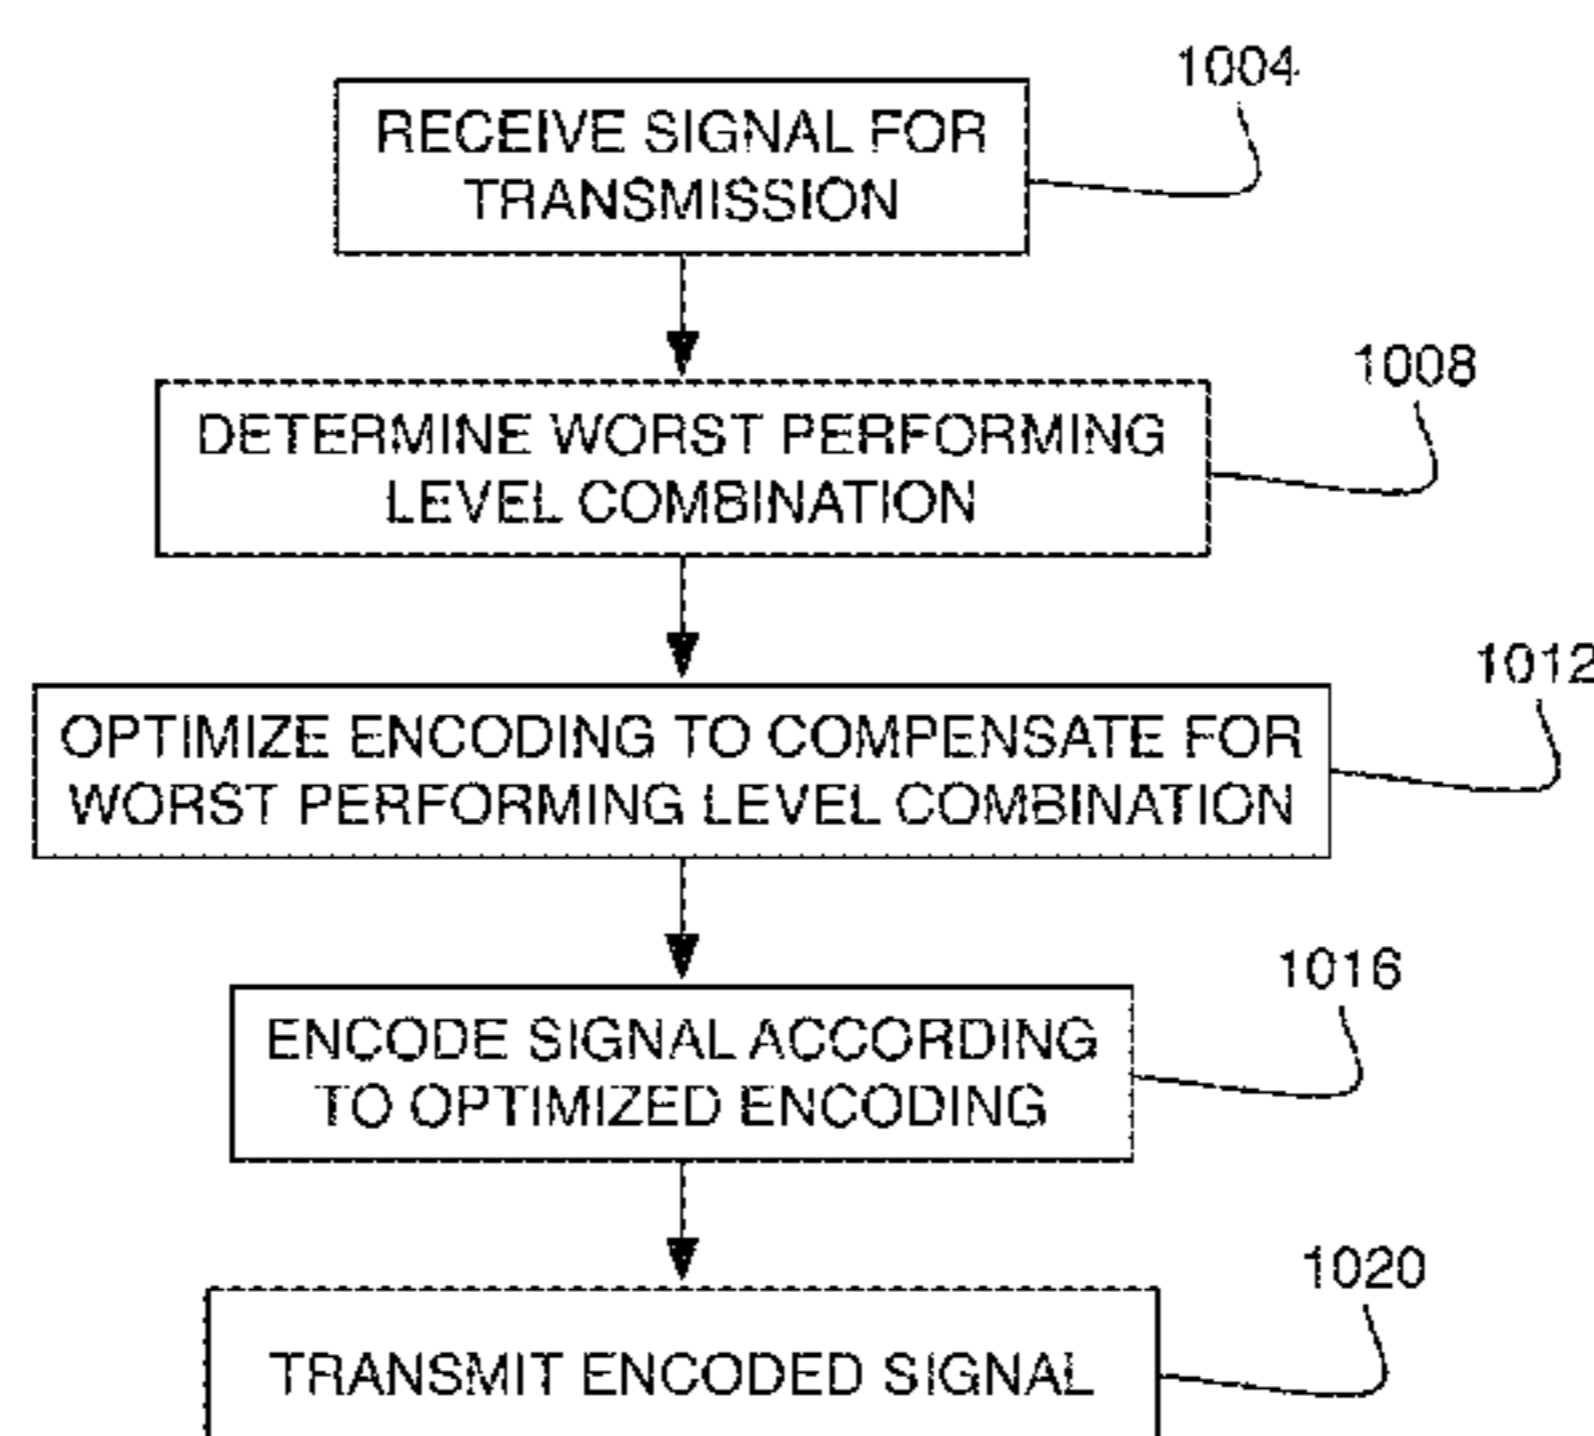 1004
RECEIVE SIGNAL FOR
TRANSMISSION
1008
DETERMINE WORST PERFORMING
LEVEL COMBINATION
1012
OPTIMIZE ENCODING TO COMPENSATE FOR
WORST PERFORMING LEVEL COMBINATION
1016
ENCODE SIGNAL ACCORDING
TO OPTIMIZED ENCODING
1020
TRANSMIT ENCODED SIGNAL